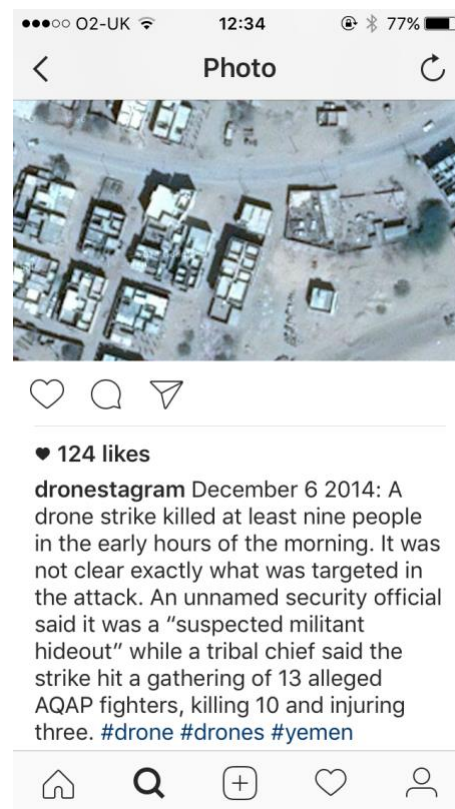 O2-UK 12:34 77%
Photo
124 likes
dronestagram December 6 2014: A
drone strike killed at least nine people
in the early hours of the morning. It was
not clear exactly what was targeted in
the attack. An unnamed security official
said it was a “suspected militant
hideout” while a tribal chief said the
strike hit a gathering of 13 alleged
AQAP fighters, killing 10 and injuring
three. #drone #drones #yemen